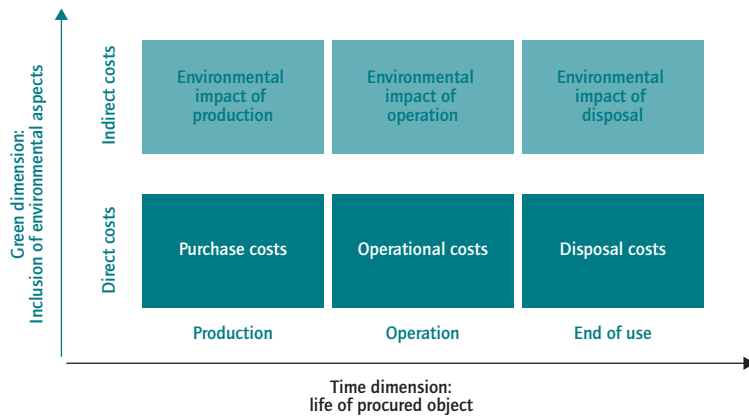 Green dimension:
Inclusion of environmental aspects
Indirect costs
Environmental
impact of
production
Environmental
impact of
operation
Environmental
impact of
disposal
Direct costs
Purchase costs
Operational costs
Disposal costs
Production
Operation
End of use
Time dimension:
life of procured object